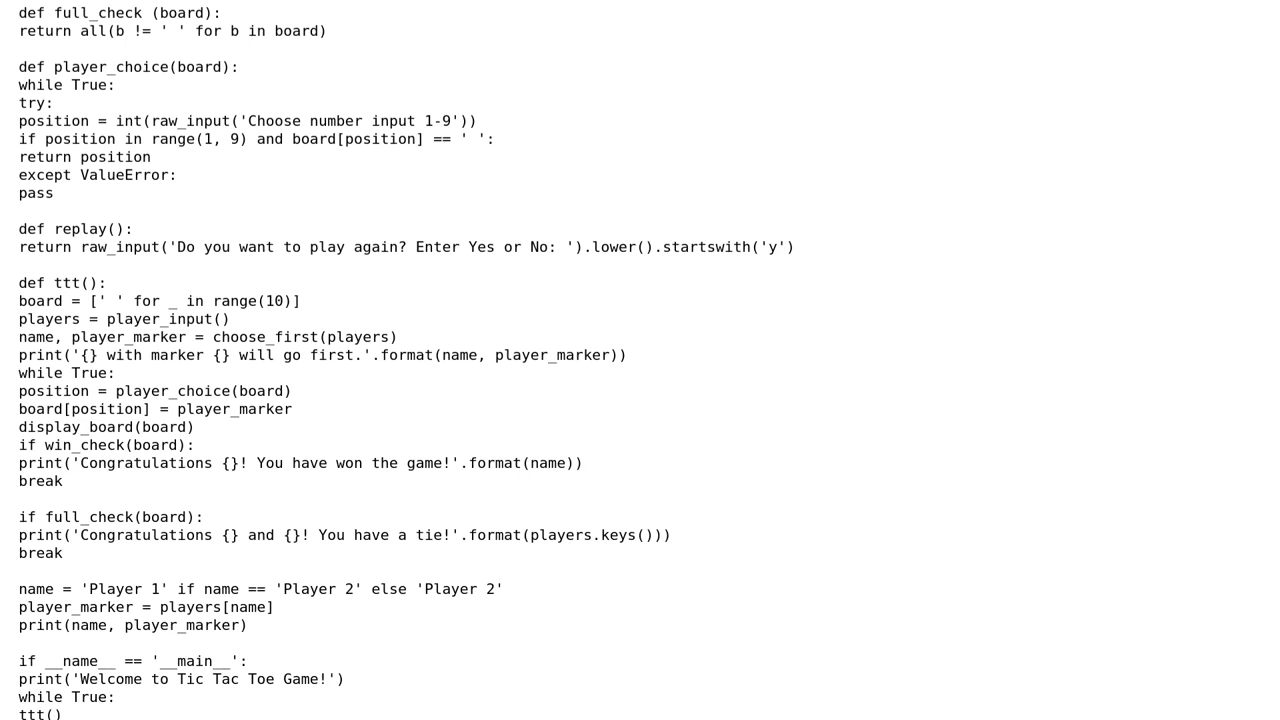 def full_check (board):
return all(b != ' ' for b in board)
def player_choice(board):
while True:
try:
position = int(raw_input('Choose number input 1-9'))
if position in range(1, 9) and board[position] == ' ':
return position
except ValueError:
pass
def replay():
return raw_input('Do you want to play again? Enter Yes or No: ').lower().startswith('y')
def ttt():
board = [' ' for _ in range(10)]
players = player_input()
name, player_marker = choose_first(players)
print('{} with marker {} will go first.'.format(name, player_marker))
while True:
position = player_choice(board)
board[position] = player_marker
display_board(board)
if win_check(board):
print('Congratulations {}! You have won the game!'.format(name))
break
if full_check(board):
print('Congratulations {} and {}! You have a tie!'.format(players.keys()))
break
name = 'Player 1' if name == 'Player 2' else 'Player 2'
player_marker = players[name]
print(name, player_marker)
if __name__ == '__main__':
print('Welcome to Tic Tac Toe Game!')
while True:
ttt()